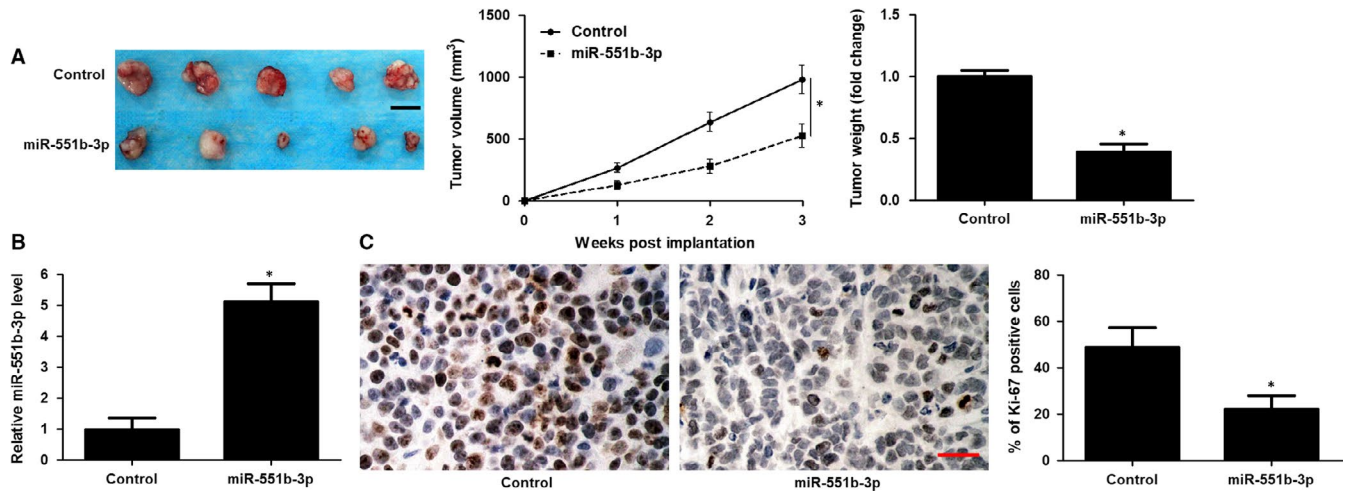 A
Control
miR-551b-3p
Tumor volume (mm3)
1500
1000
500
0
Control
miR-551b-3p
*
0 1 2 3
Weeks post implantation
Tumor weight (fold change)
1.5
1.0
0.5
0.0
*
Control miR-551b-3p
B
Relative miR-551b-3p level
6
5
4
3
2
1
0
*
Control miR-551b-3p
C
Control miR-551b-3p
% of Ki-67 positive cells
80
60
40
20
0
*
Control miR-551b-3p